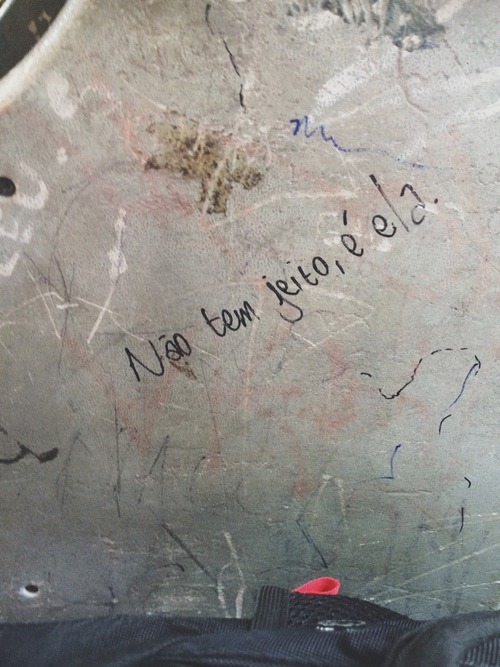 Não tem jeito, é ela.